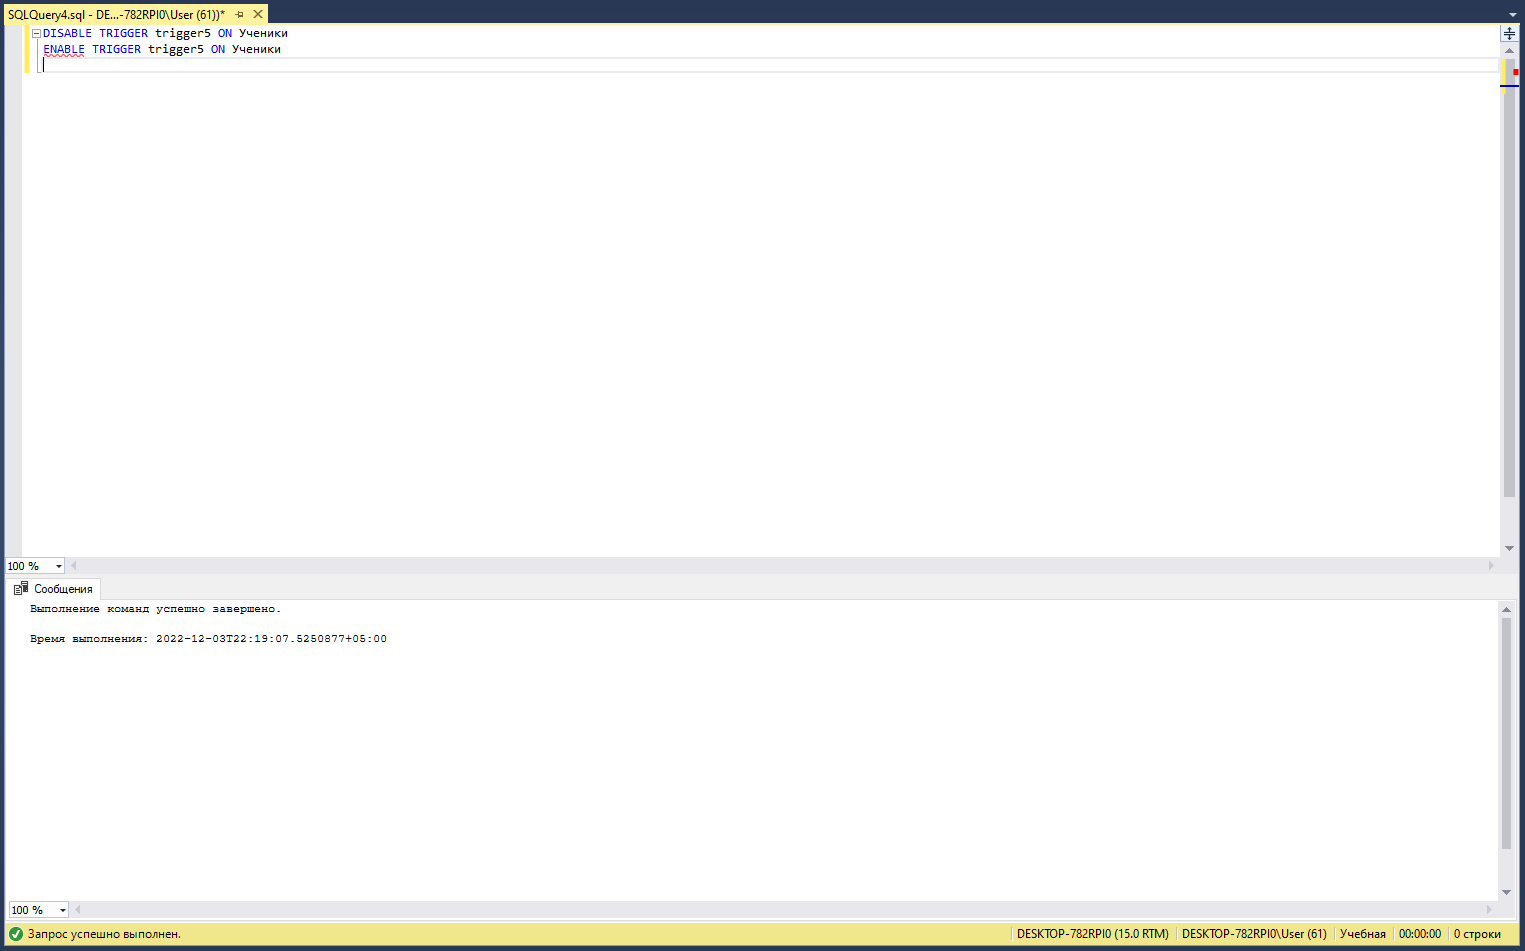 SQLQuery4.sql - DE...-782RPI0\User (61))*
DISABLE TRIGGER trigger5 ON Ученики
ENABLE TRIGGER trigger5 ON Ученики
100 %
Сообщения
Выполнение команд успешно завершено.
Время выполнения: 2022-12-03T22:19:07.5250877+05:00
100 %
Запрос успешно выполнен. DESKTOP-782RPI0 (15.0 RTM) DESKTOP-782RPI0\User (61) Учебная 00:00:00 0 строки